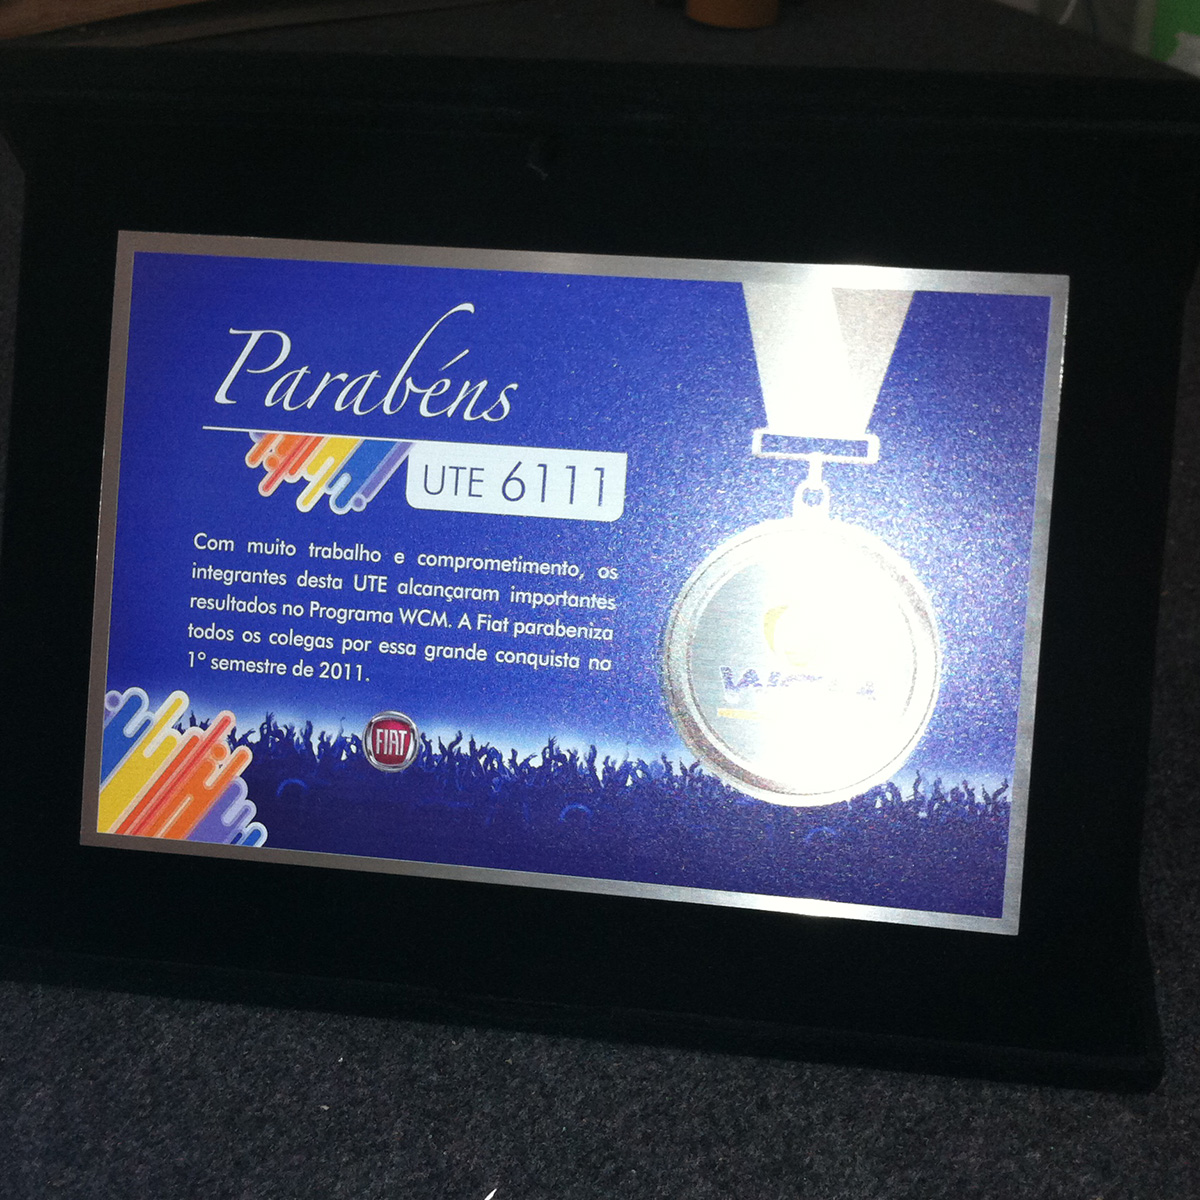 Parabéns
UTE 6111
Com muito trabalho e comprometimento, os
integrantes desta UTE alcançaram importantes
resultados no Programa WCM. A Fiat parabeniza
todos os colegas por essa grande conquista no
1° semestre de 2011.
FIAT